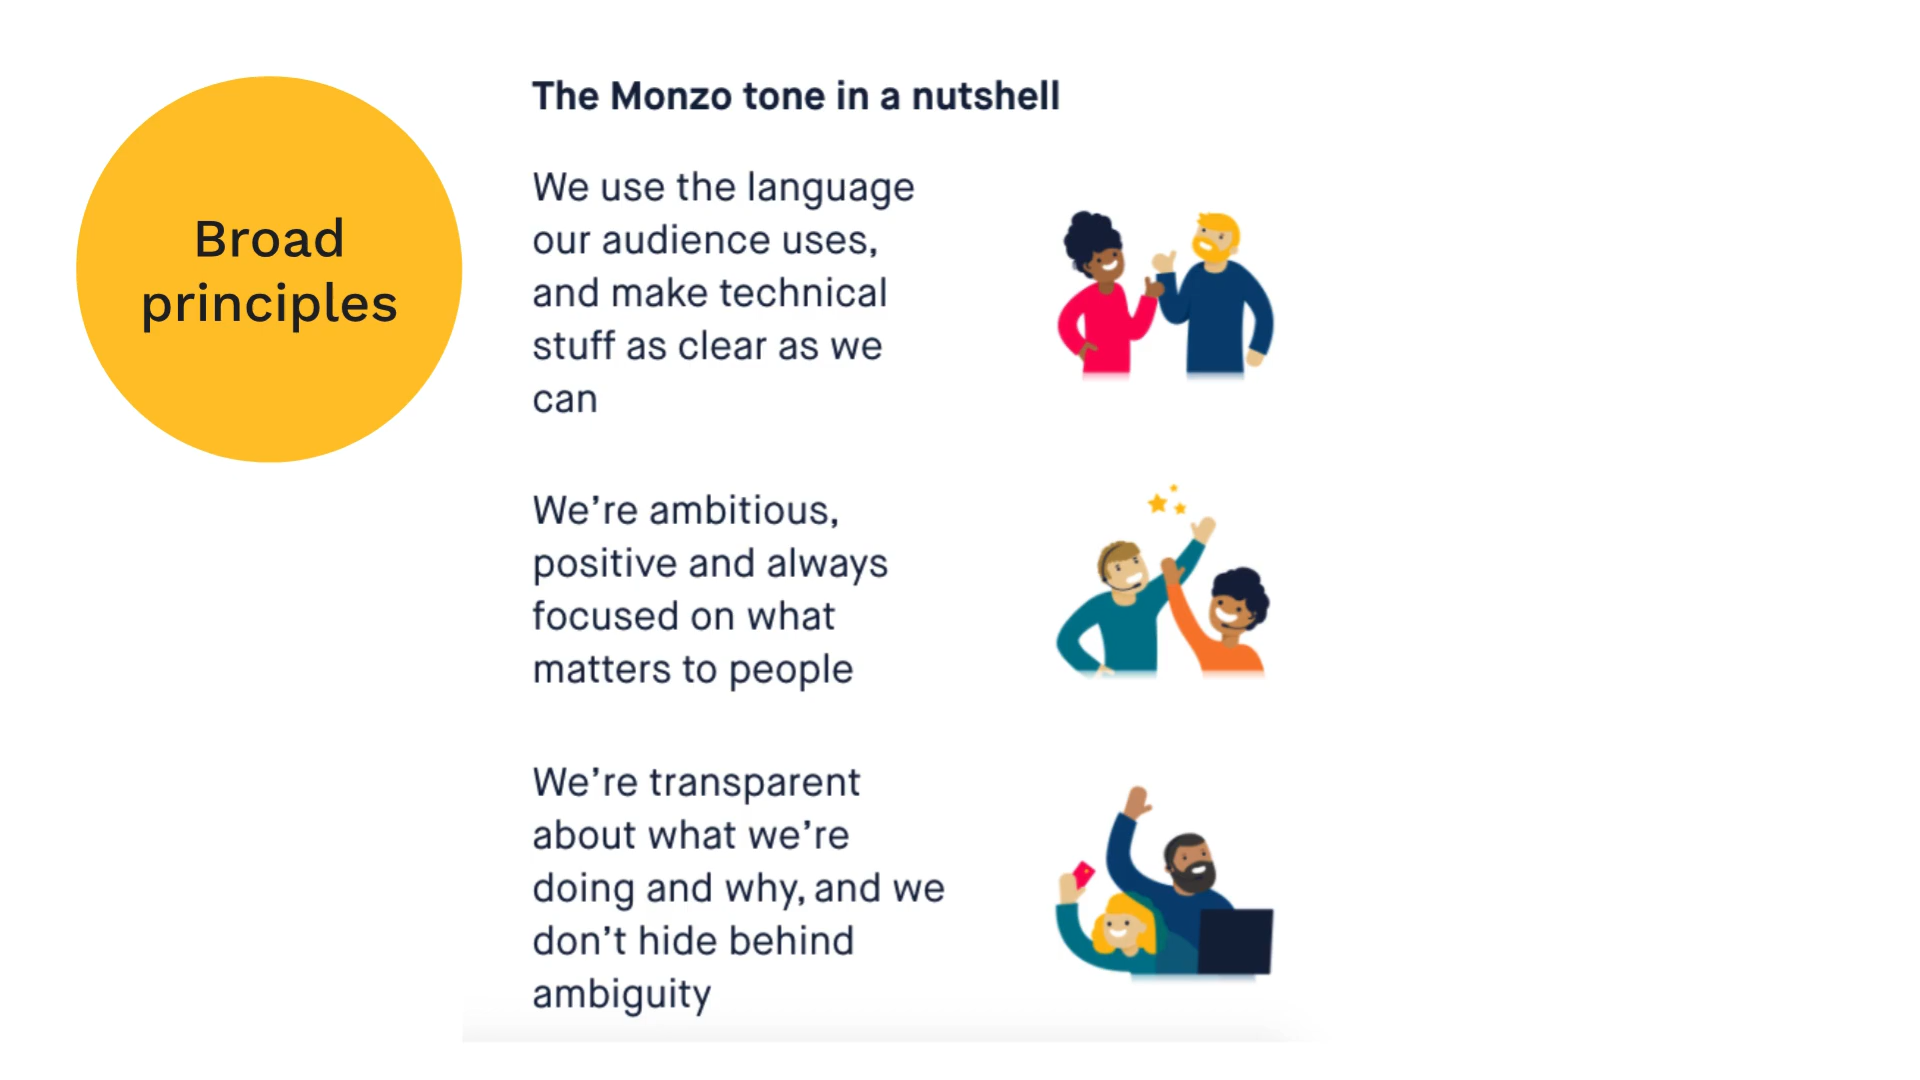 Broad
principles
The Monzo tone in a nutshell
We use the language
our audience uses,
and make technical
stuff as clear as we
can
We’re ambitious,
positive and always
focused on what
matters to people
We’re transparent
about what we’re
doing and why, and we
don’t hide behind
ambiguity